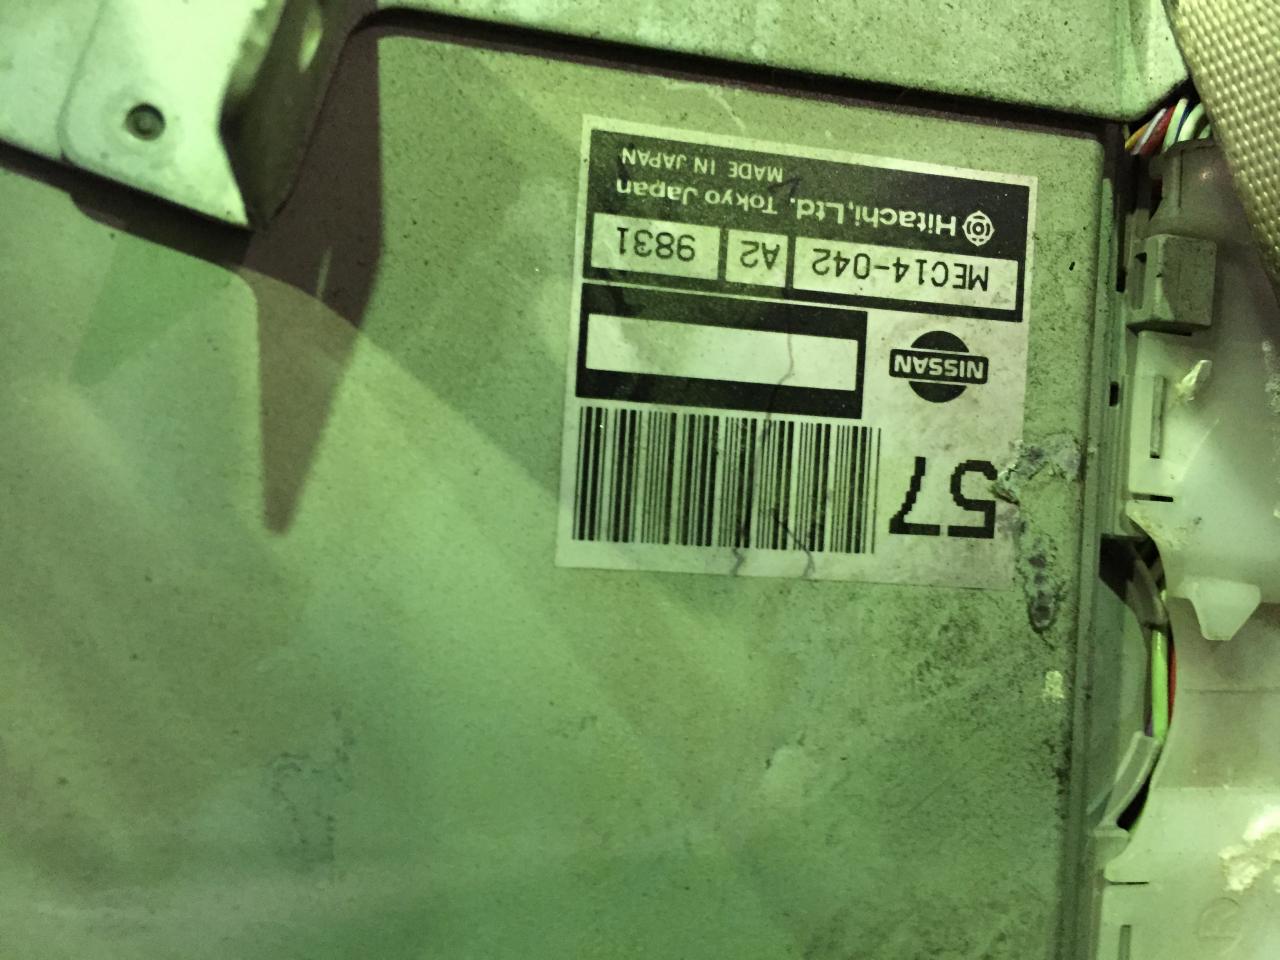 57
NISSAN
MEC14-042 A2 9831
Hitachi,Ltd. Tokyo Japan
MADE IN JAPAN